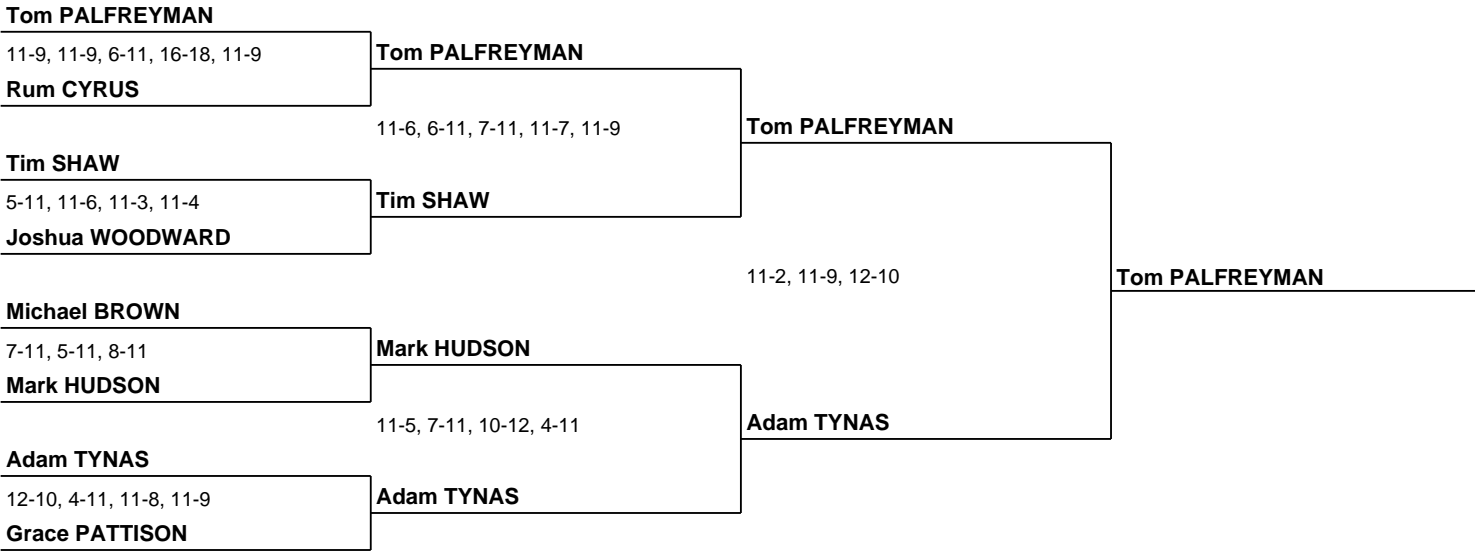 Tom PALFREYMAN
11-9, 11-9, 6-11, 16-18, 11-9
Rum CYRUS
Tim SHAW
5-11, 11-6, 11-3, 11-4
Joshua WOODWARD
Michael BROWN
7-11, 5-11, 8-11
Mark HUDSON
Adam TYNAS
12-10, 4-11, 11-8, 11-9
Grace PATTISON
Tom PALFREYMAN
11-6, 6-11, 7-11, 11-7, 11-9
Tim SHAW
Mark HUDSON
11-5, 7-11, 10-12, 4-11
Adam TYNAS
Tom PALFREYMAN
11-2, 11-9, 12-10
Adam TYNAS
Tom PALFREYMAN